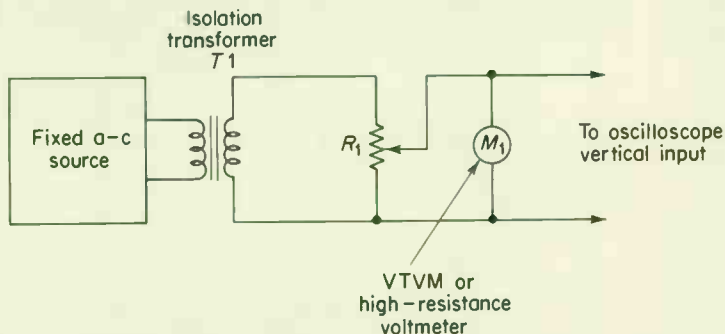 Isolation
transformer
T1
Fixed a-c
source
R₁
M₁
To oscilloscope
vertical input
VTVM or
high-resistance
voltmeter